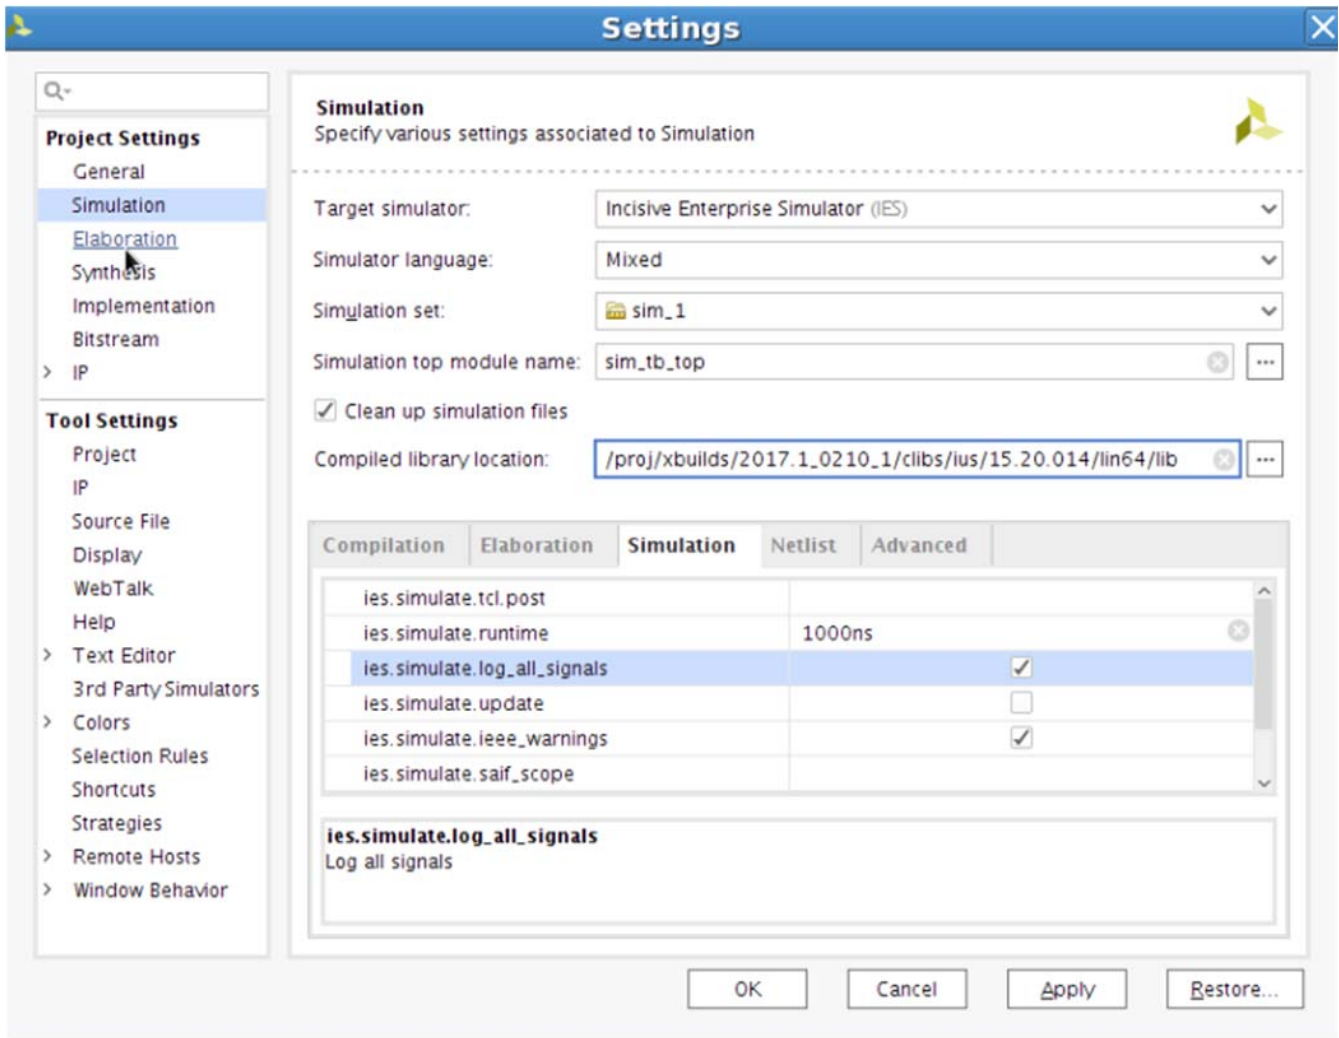 Settings
Project Settings
General
Simulation
Elaboration
Synthesis
Implementation
Bitstream
IP
Tool Settings
Project
IP
Source File
Display
WebTalk
Help
Text Editor
3rd Party Simulators
Colors
Selection Rules
Shortcuts
Strategies
Remote Hosts
Window Behavior
Simulation
Specify various settings associated to Simulation
Target simulator: Incisive Enterprise Simulator (IES)
Simulator language: Mixed
Simulation set: sim_1
Simulation top module name: sim_tb_top ...
Clean up simulation files
Compiled library location: /proj/xbuilds/2017.1_0210_1/clibs/ius/15.20.014/lin64/lib ...
Compilation Elaboration Simulation Netlist Advanced
ies.simulate.tcl.post
ies.simulate.runtime 1000ns
ies.simulate.log_all_signals
ies.simulate.update
ies.simulate.ieee_warnings
ies.simulate.saif_scope
ies.simulate.log_all_signals
Log all signals
OK Cancel Apply Restore...